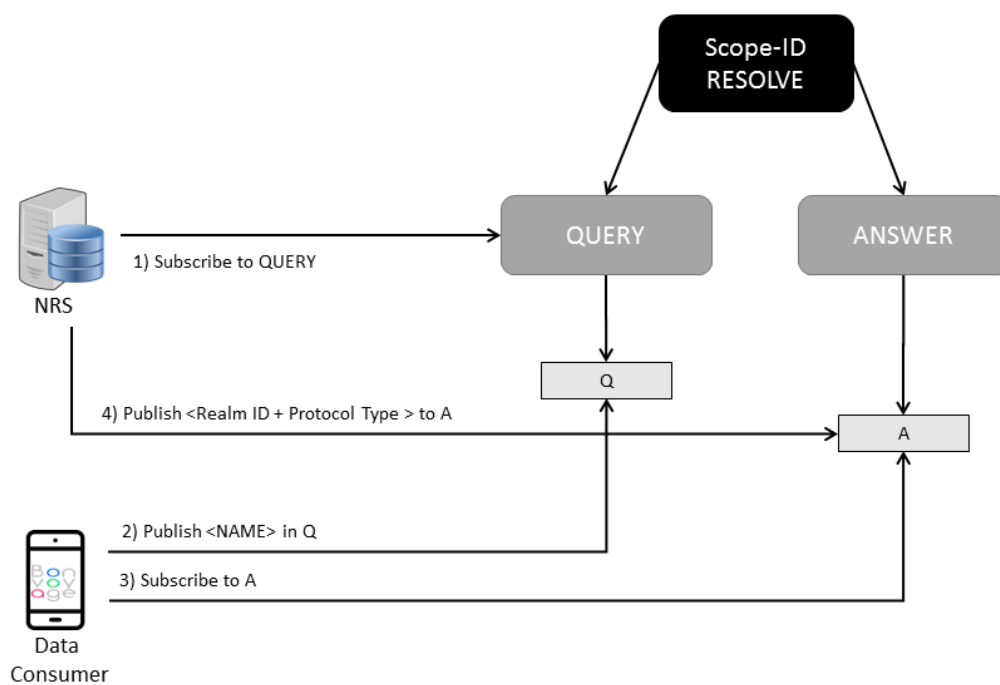 Scope-ID
RESOLVE
QUERY
ANSWER
1) Subscribe to QUERY
NRS
Q
4) Publish <Realm ID + Protocol Type > to A
A
2) Publish <NAME> in Q
3) Subscribe to A
Bon
voy
age
Data
Consumer